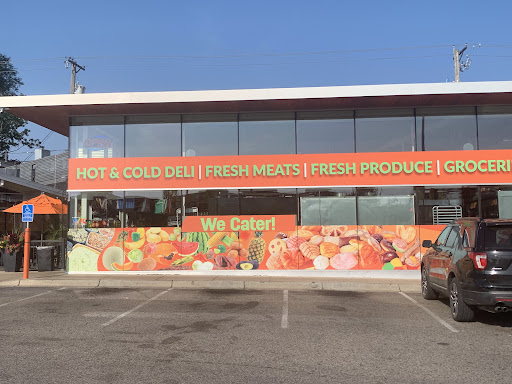 HOT & COLD DELI | FRESH MEATS | FRESH PRODUCE | GROCERI
We Cater!